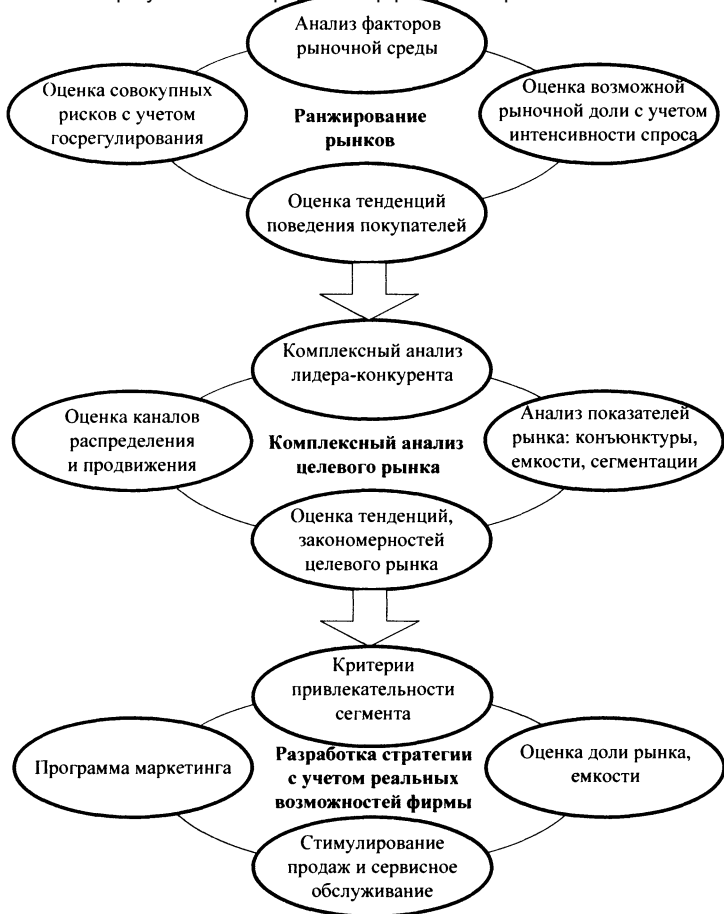 Анализ факторов
рыночной среды
Оценка совокупных
рисков с учетом
госрегулирования
Ранжирование
рынков
Оценка возможной
рыночной доли с учетом
интенсивности спроса
Оценка тенденций
поведения покупателей
Комплексный анализ
лидера-конкурента
Оценка каналов
распределения
и продвижения
Комплексный анализ
целевого рынка
Анализ показателей
рынка: конъюнктуры,
емкости, сегментации
Оценка тенденций,
закономерностей
целевого рынка
Критерии
привлекательности
сегмента
Программа маркетинга
Разработка стратегии
с учетом реальных
возможностей фирмы
Оценка доли рынка,
емкости
Стимулирование
продаж и сервисное
обслуживание